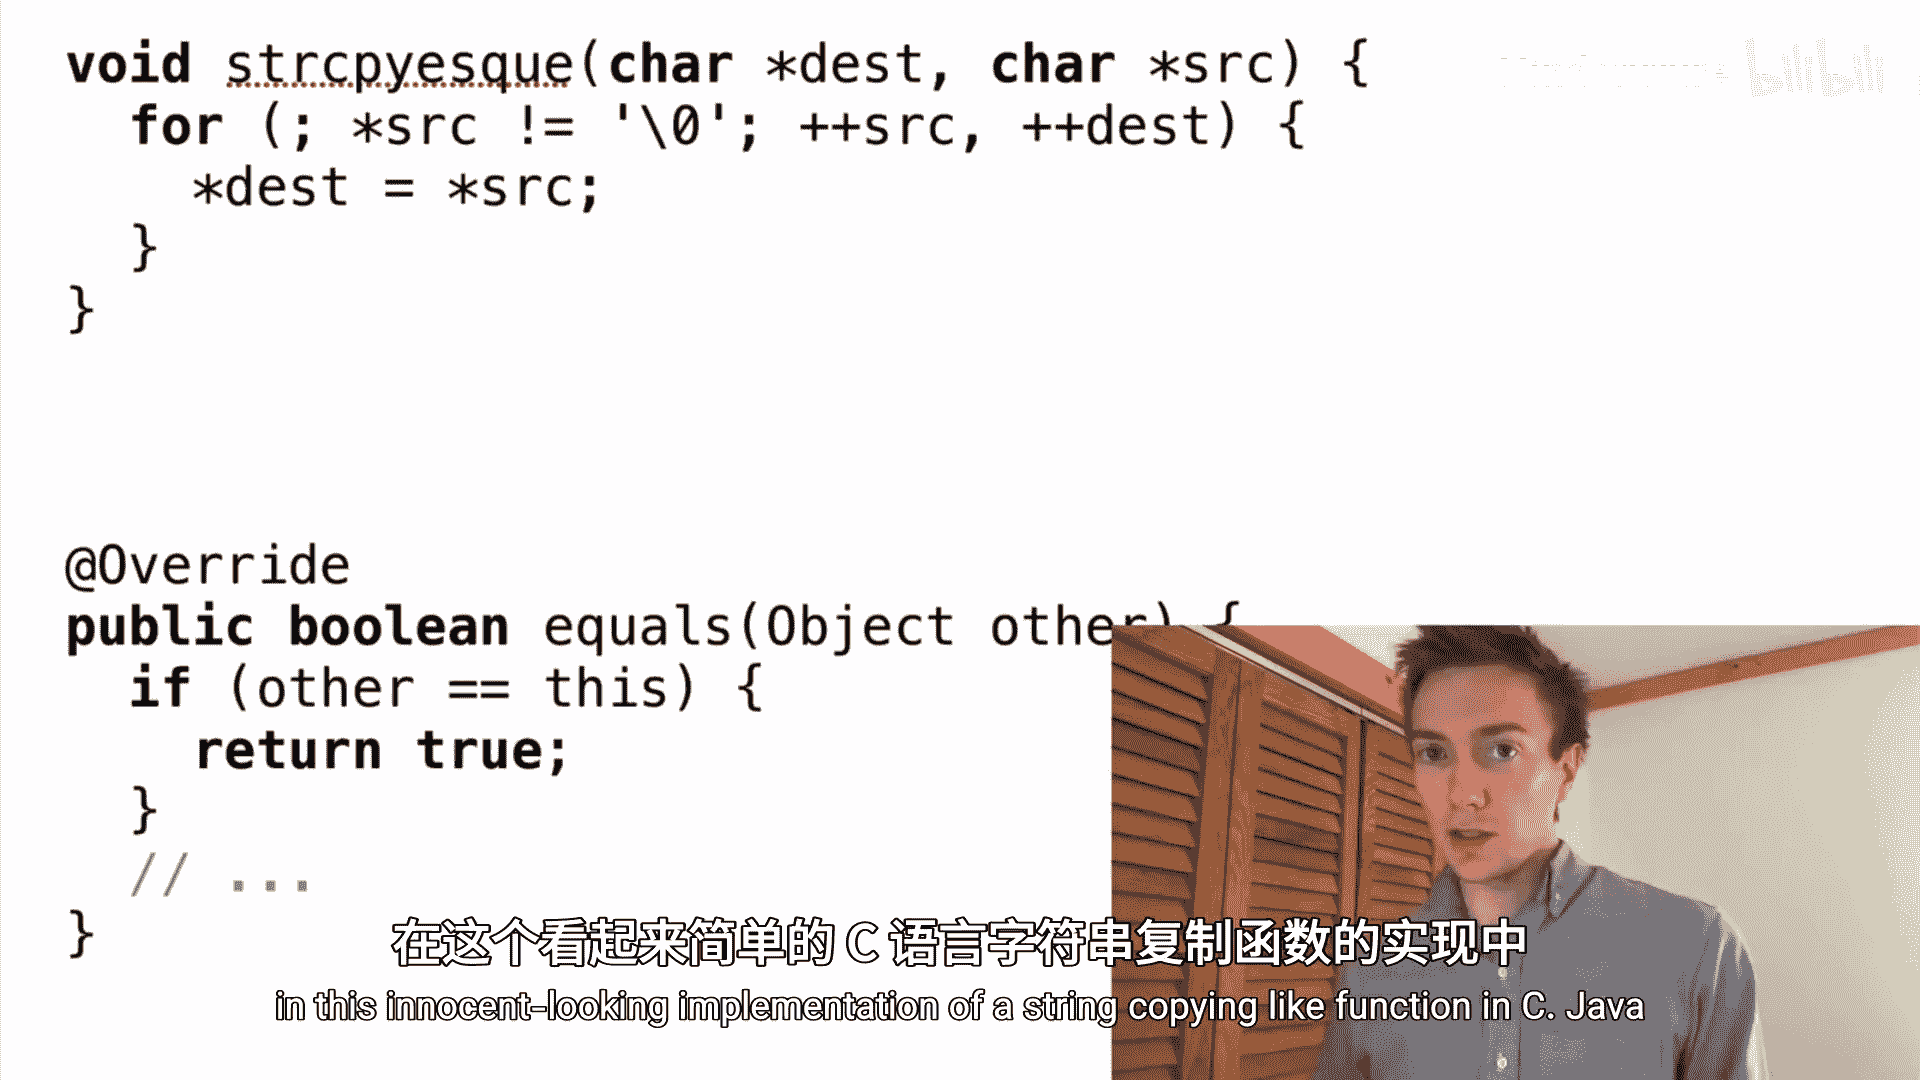 void strcpyesque(char *dest, char *src) {
for (; *src != '\0'; ++src, ++dest) {
*dest = *src;
}
}
bilibili
@Override
public boolean equals(Object other) {
if (other == this) {
return true;
}
// ...
}
在这个看起来简单的 C 语言字符串复制函数的实现中
in this innocent-looking implementation of a string copying like function in C. Java